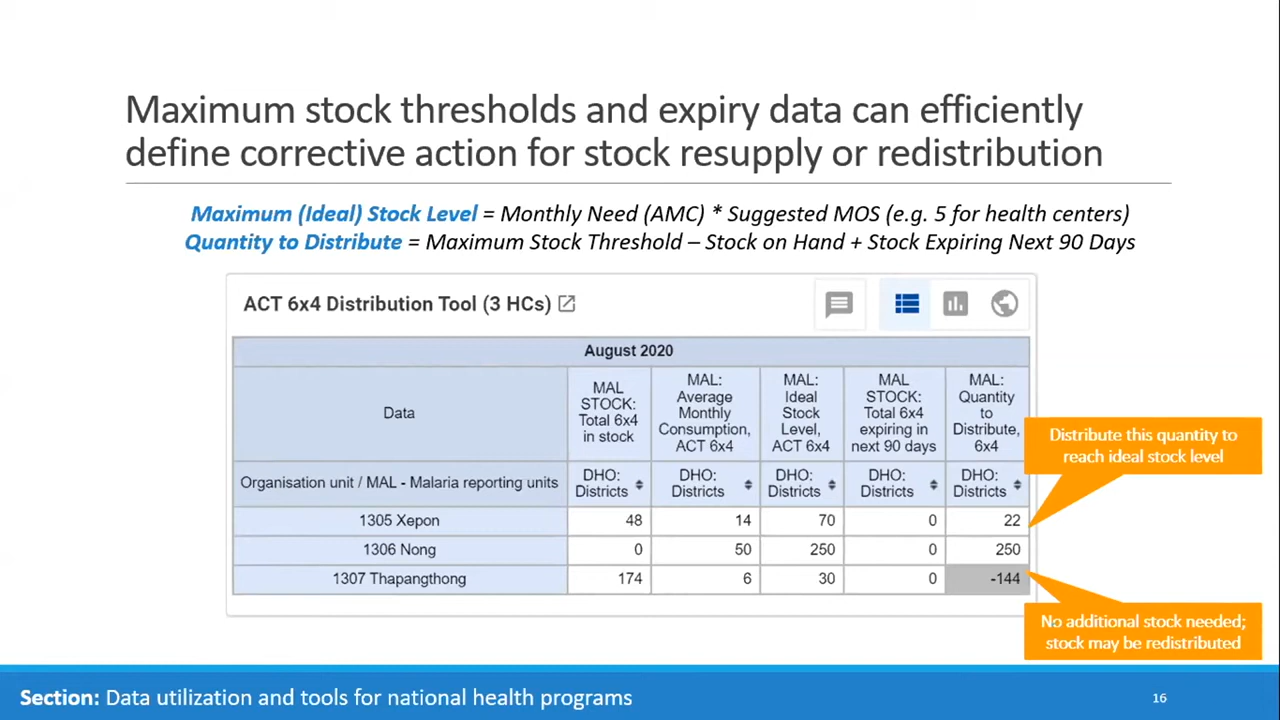 Maximum stock thresholds and expiry data can efficiently
define corrective action for stock resupply or redistribution
Maximum (Ideal) Stock Level = Monthly Need (AMC) * Suggested MOS (e.g. 5 for health centers)
Quantity to Distribute = Maximum Stock Threshold – Stock on Hand + Stock Expiring Next 90 Days
ACT 6x4 Distribution Tool (3 HCs)
August 2020
Data
MAL
STOCK:
Total 6x4
in stock
MAL:
Average
Monthly
Consumption,
ACT 6x4
MAL:
Ideal
Stock
Level,
ACT 6x4
MAL
STOCK:
Total 6x4
expiring in
next 90 days
MAL:
Quantity
to
Distribute,
6x4
Organisation unit / MAL - Malaria reporting units
DHO:
Districts
DHO:
Districts
DHO:
Districts
DHO:
Districts
DHO:
Districts
1305 Xepon 48 14 70 0 22
1306 Nong 0 50 250 0 250
1307 Thapangthong 174 6 30 0 -144
Distribute this quantity to
reach ideal stock level
No additional stock needed;
stock may be redistributed
Section: Data utilization and tools for national health programs
16